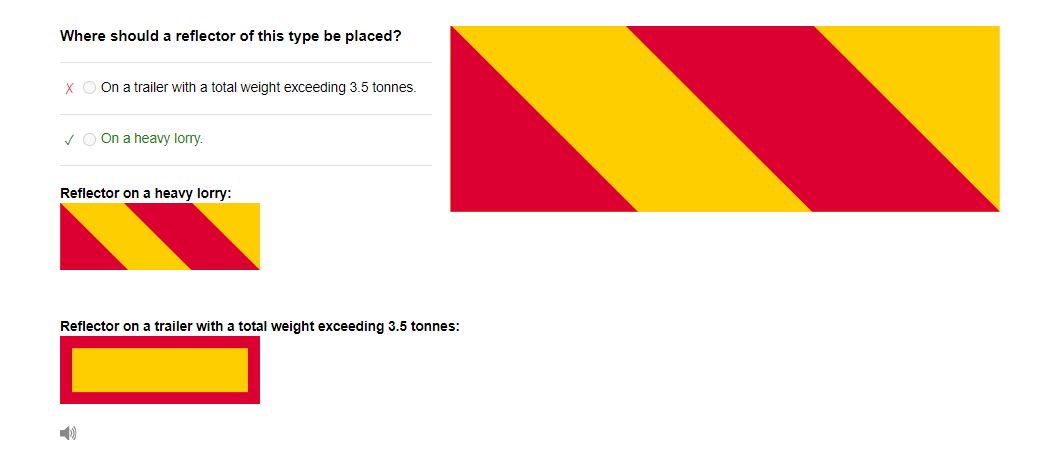 Where should a reflector of this type be placed?
On a trailer with a total weight exceeding 3.5 tonnes.
On a heavy lorry.
Reflector on a heavy lorry:
Reflector on a trailer with a total weight exceeding 3.5 tonnes: